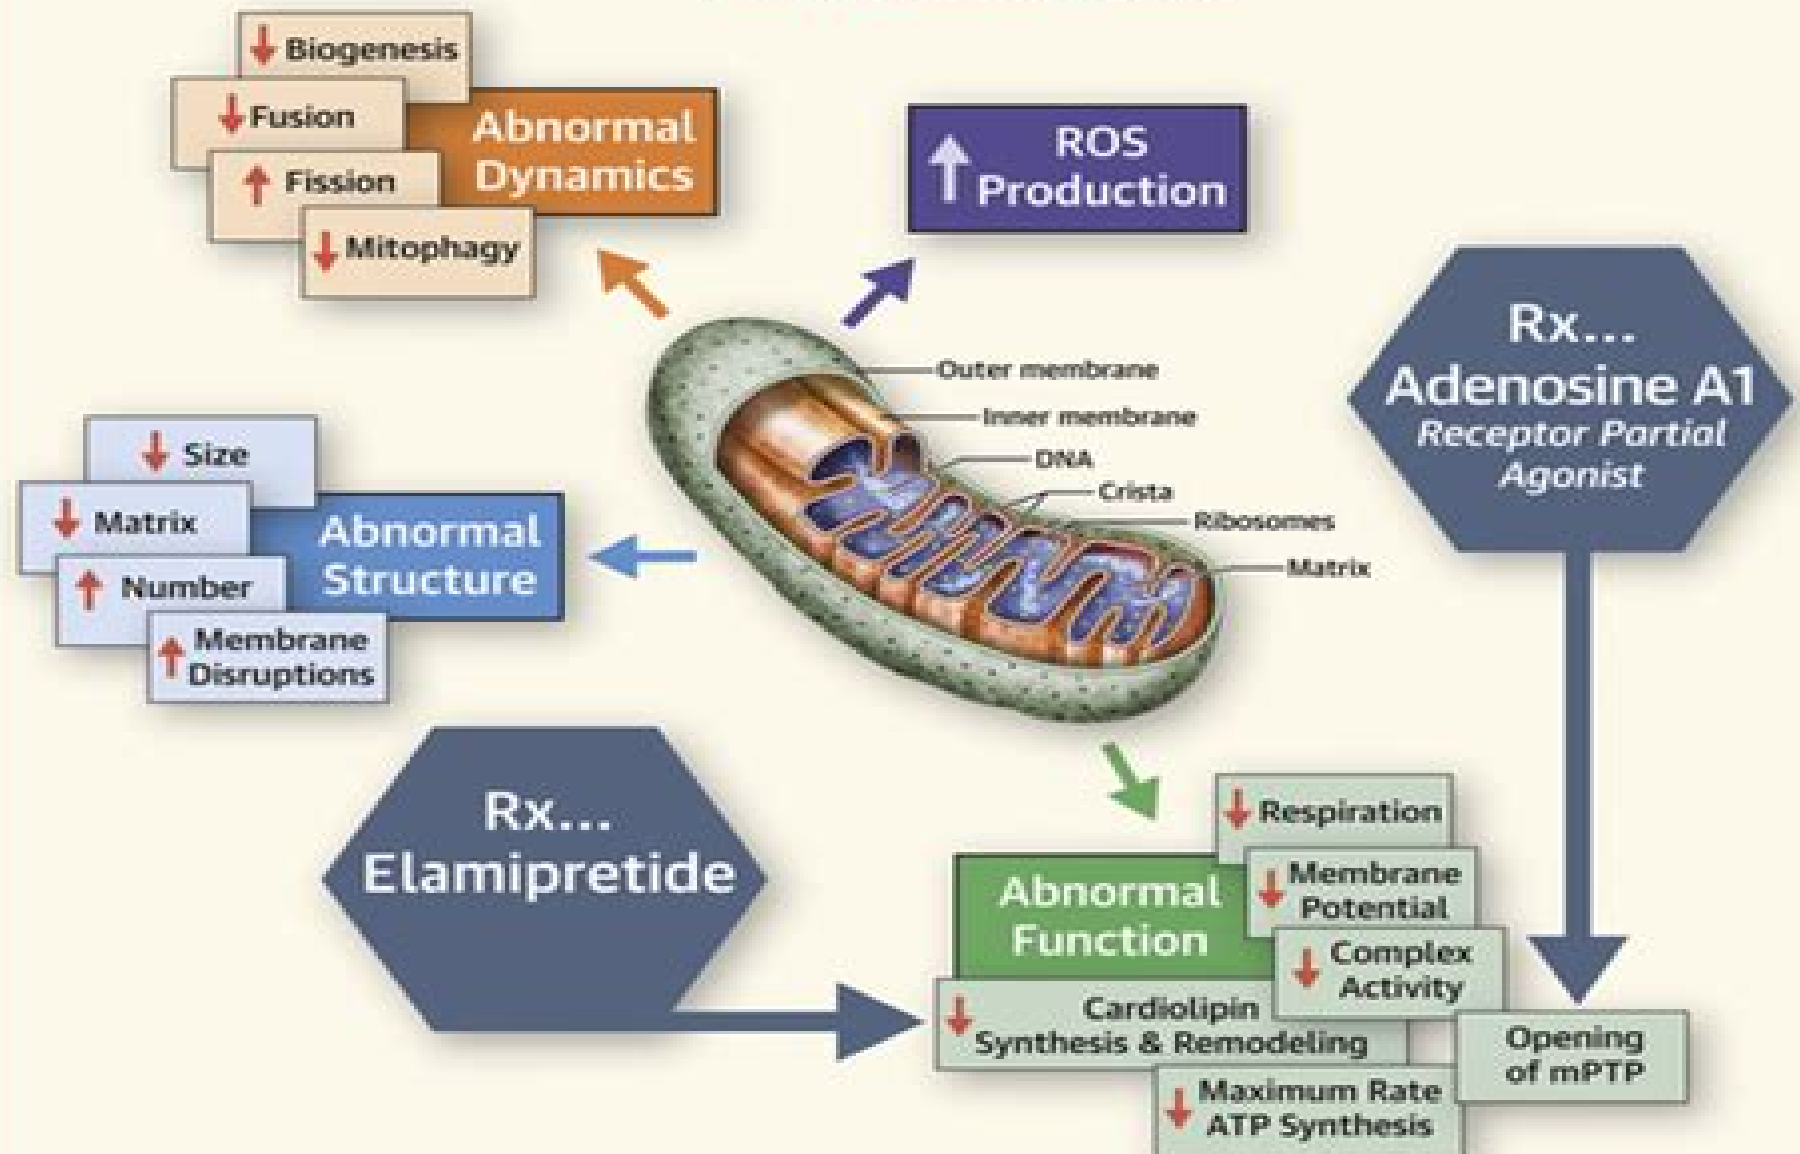 Biogenesis
Fusion
Fission
Mitophagy
Abnormal
Dynamics
ROS
Production
Outer membrane
Inner membrane
DNA
Crista
Ribosomes
Matrix
Rx...
Adenosine A1
Receptor Partial
Agonist
Size
Matrix
Number
Membrane
Disruptions
Abnormal
Structure
Rx...
Elamipretide
Abnormal
Function
Respiration
Membrane
Potential
Complex
Activity
Cardiolipin
Synthesis & Remodeling
Opening
of mPTP
Maximum Rate
ATP Synthesis